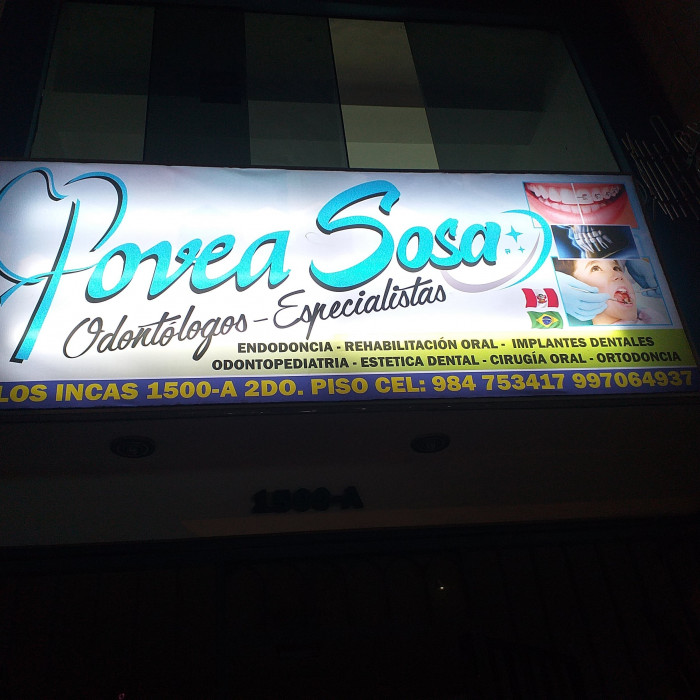 Povea Sosa
Odontólogos - Especialistas
ENDODONCIA - REHABILITACIÓN ORAL - IMPLANTES DENTALES
ODONTOPEDIATRIA - ESTETICA DENTAL - CIRUGÍA ORAL - ORTODONCIA
LOS INCAS 1500-A 2DO. PISO CEL: 984 753417 997064937
1500-A